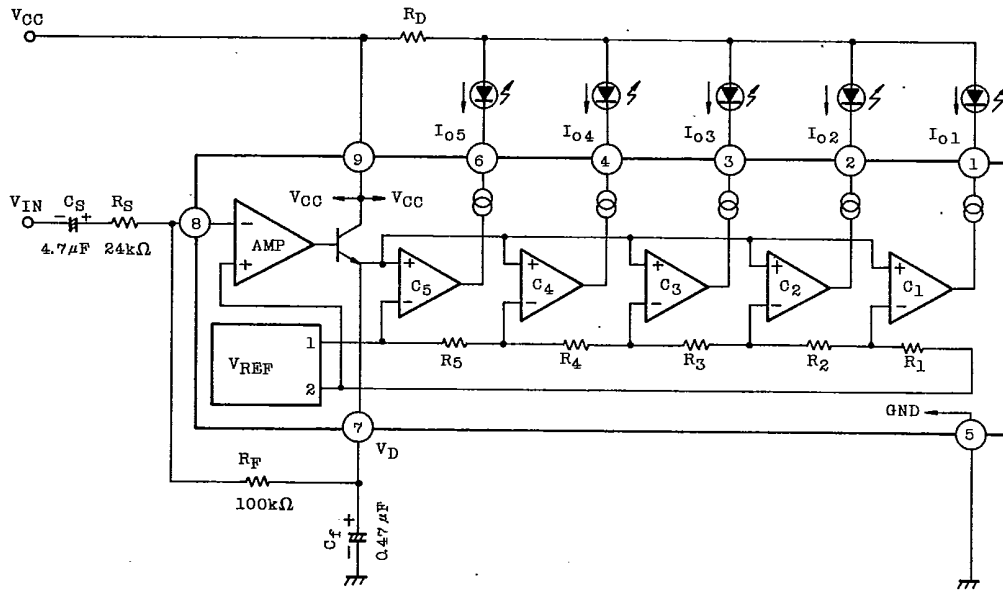 VCC
RD
Io5
Io4
Io3
Io2
Io1
9
6
4
3
2
1
VIN
CS
RS
8
VCC
VCC
4.7µF
24kΩ
−
AMP
+
+
C5
−
+
C4
−
+
C3
−
+
C2
−
+
C1
−
VREF
1
2
R5
R4
R3
R2
R1
GND
7
VD
5
RF
100kΩ
Cf
+
−
0.47µF